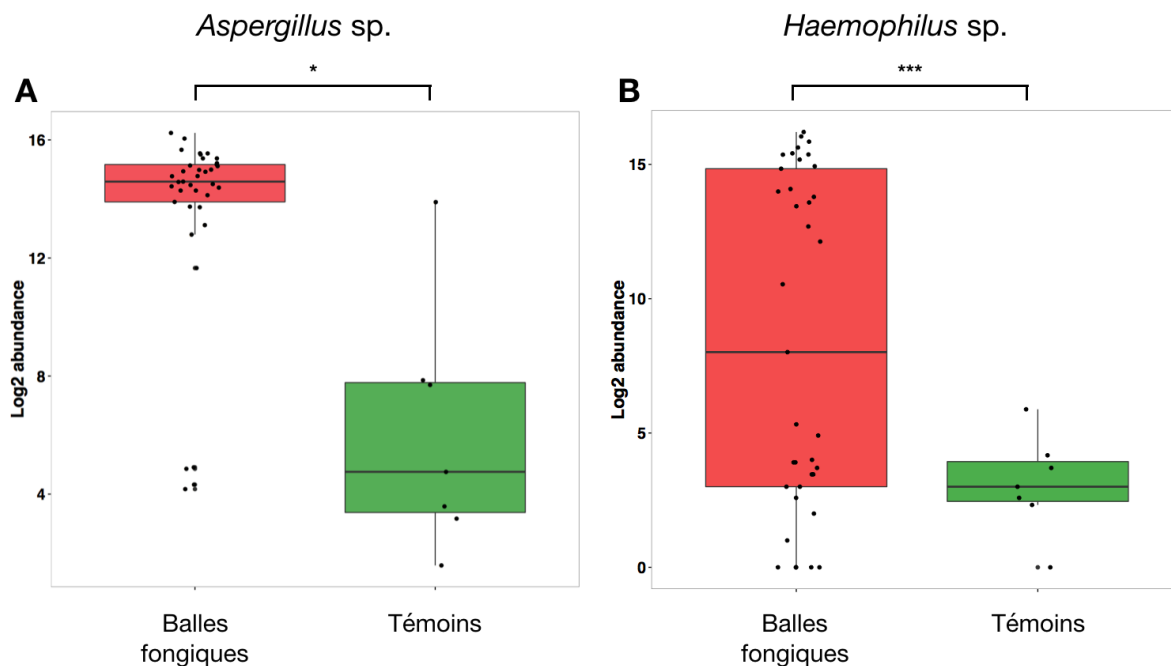 Aspergillus sp.
Haemophilus sp.
A
*
B
***
Log2 abundance
16
12
8
4
Log2 abundance
15
10
5
0
Balles
fongiques
Témoins
Balles
fongiques
Témoins